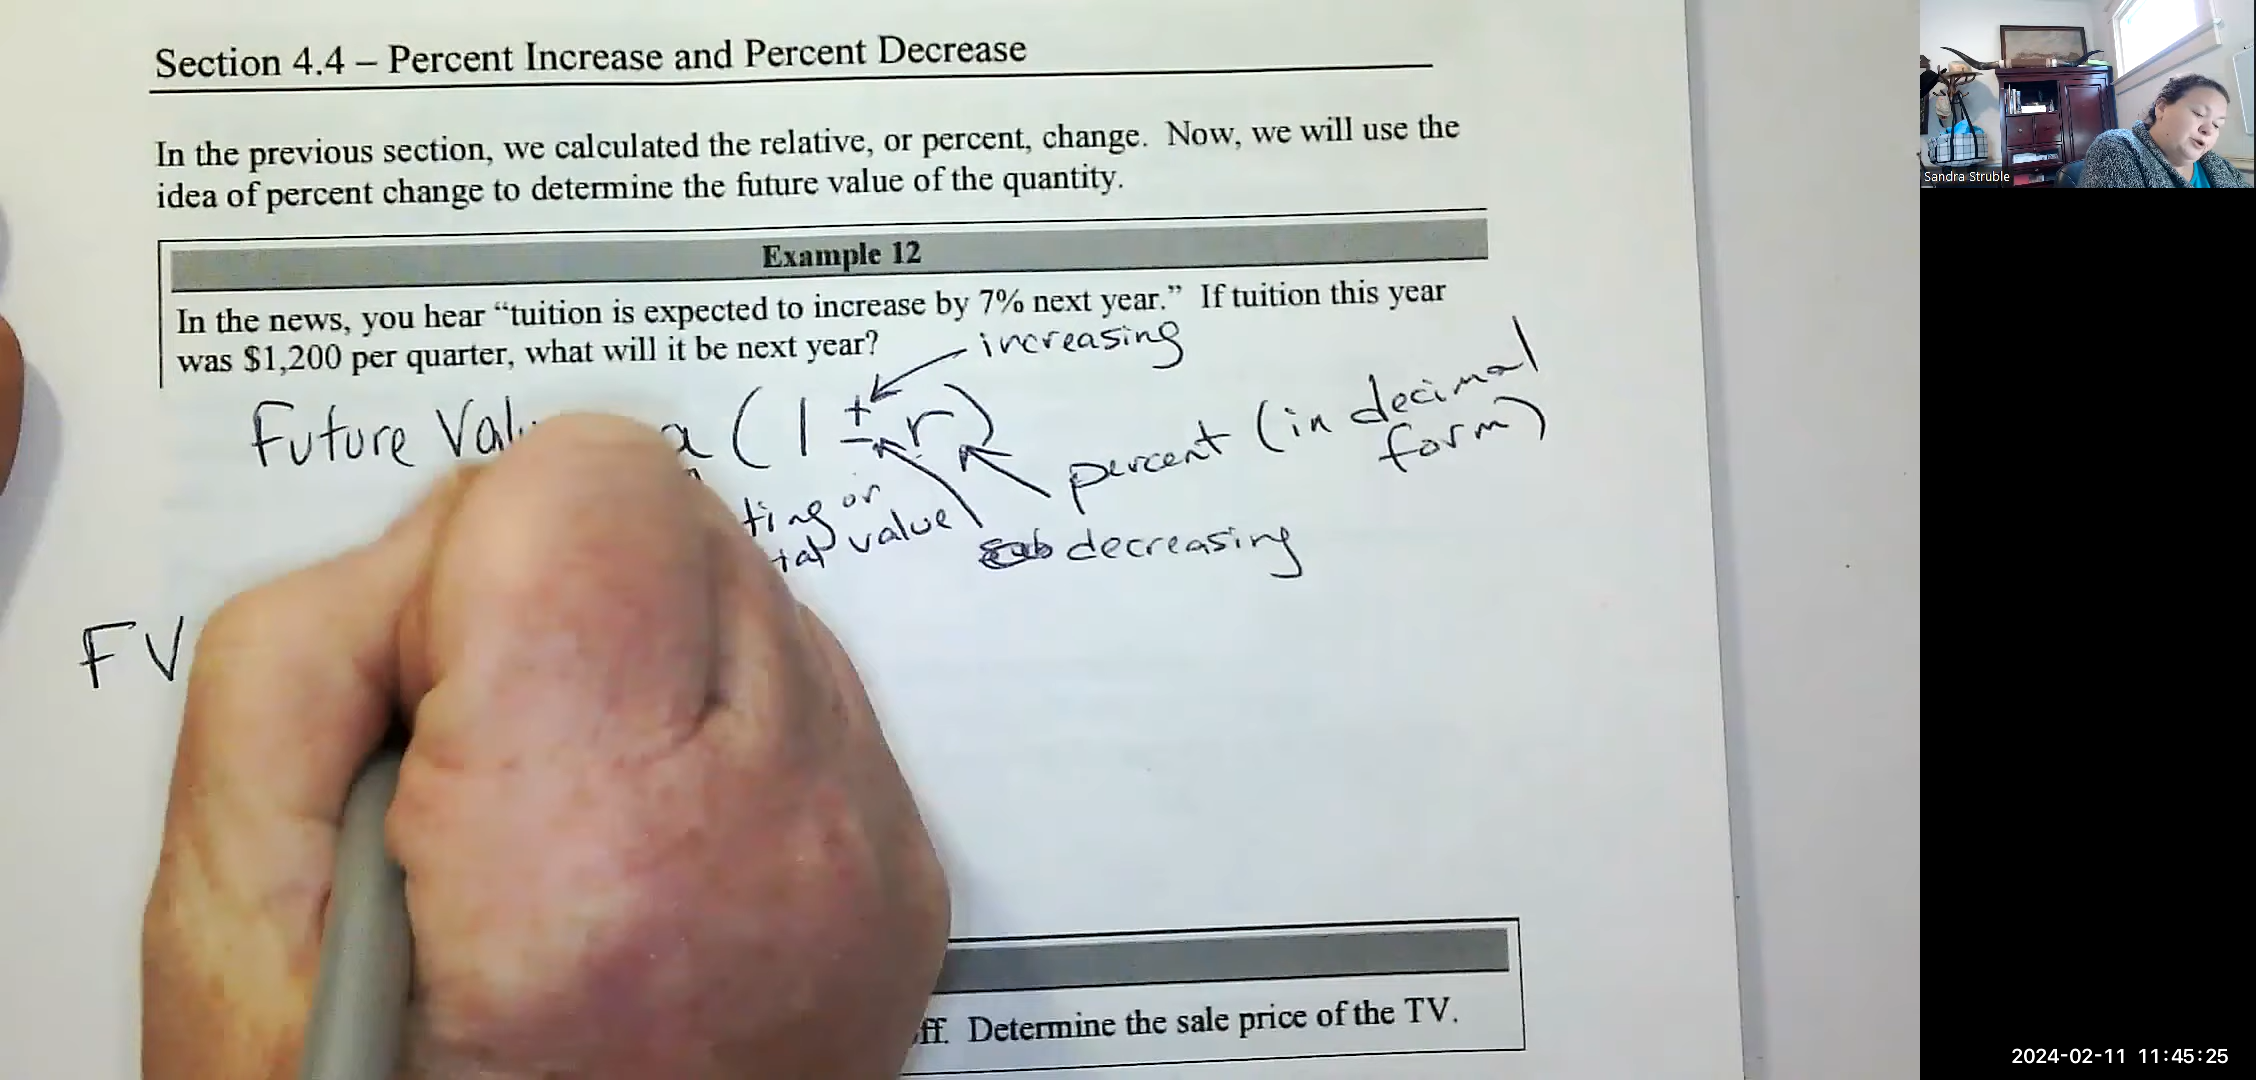 Section 4.4 – Percent Increase and Percent Decrease
In the previous section, we calculated the relative, or percent, change. Now, we will use the
idea of percent change to determine the future value of the quantity.
Example 12
In the news, you hear “tuition is expected to increase by 7% next year.” If tuition this year
was $1,200 per quarter, what will it be next year?
increasing
Future a (1 ± r)
percent (in decimal
form)
or
value
decreasing
FV
Determine the sale price of the TV.
Sandra Struble
2024-02-11 11:45:25